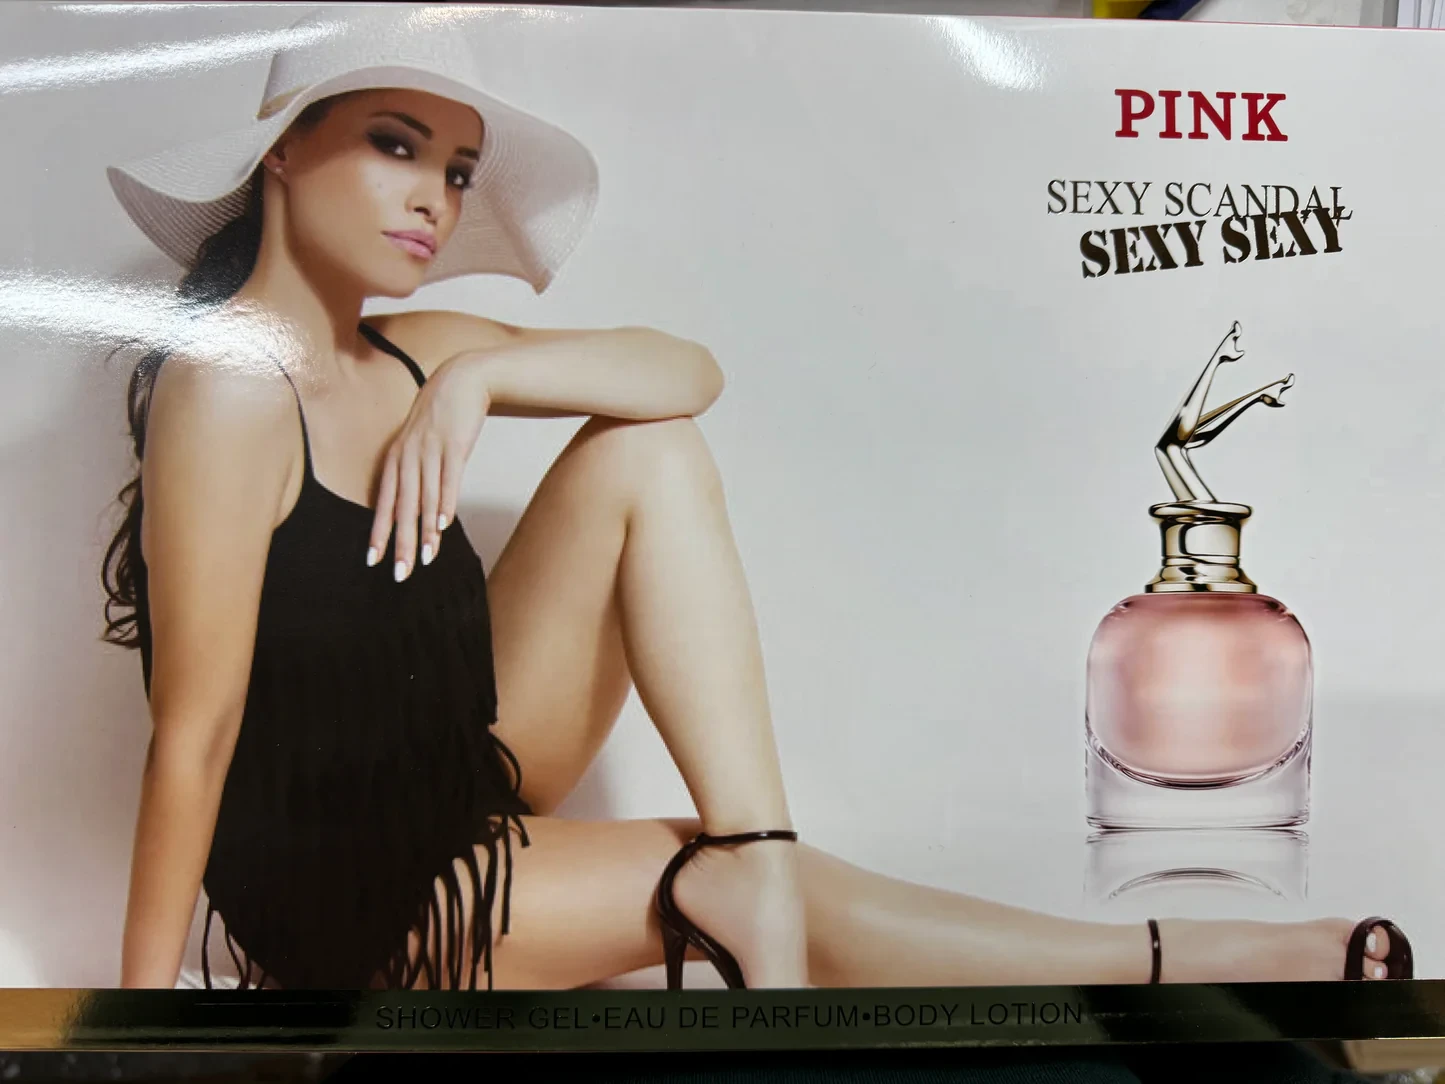 PINK
SEXY SCANDAL
SEXY SEXY
SHOWER GEL•EAU DE PARFUM•BODY LOTION